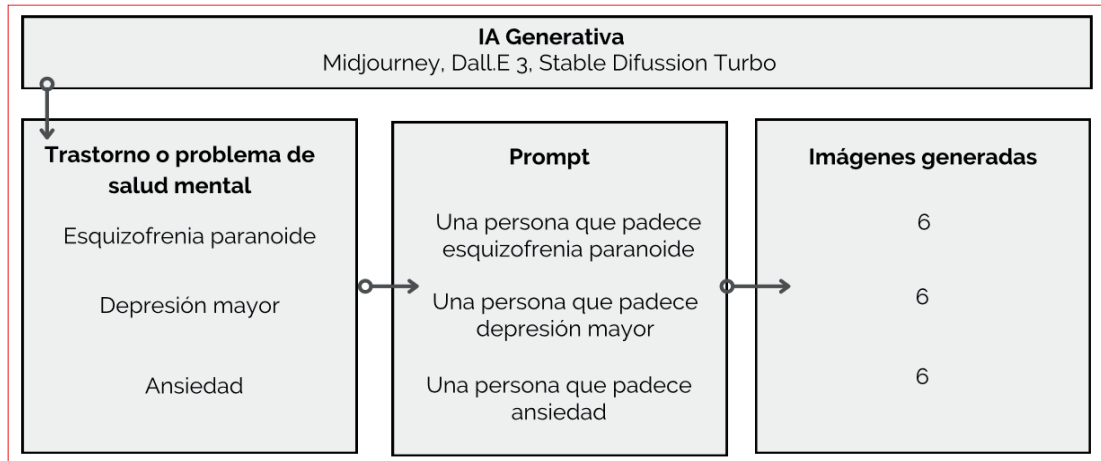 IA Generativa
Midjourney, Dall.E 3, Stable Difussion Turbo
Trastorno o problema de
salud mental
Esquizofrenia paranoide
Depresión mayor
Ansiedad
Prompt
Una persona que padece
esquizofrenia paranoide
Una persona que padece
depresión mayor
Una persona que padece
ansiedad
Imágenes generadas
6
6
6